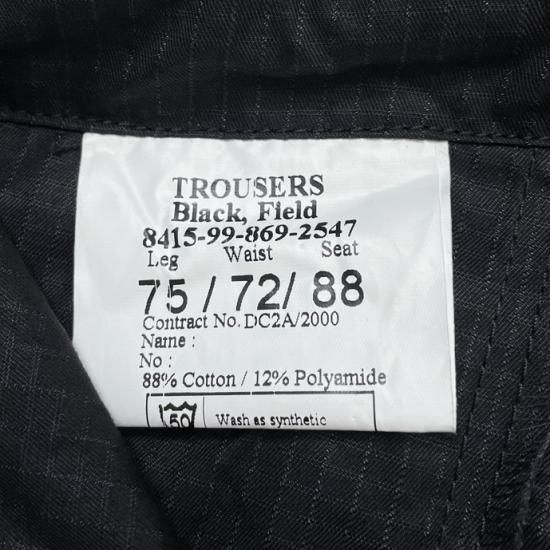 TROUSERS
Black, Field
8415-99-869-2547
Leg Waist Seat
75 / 72 / 88
Contract No. DC2A/2000
Name :
No :
88% Cotton / 12% Polyamide
50 Wash as synthetic